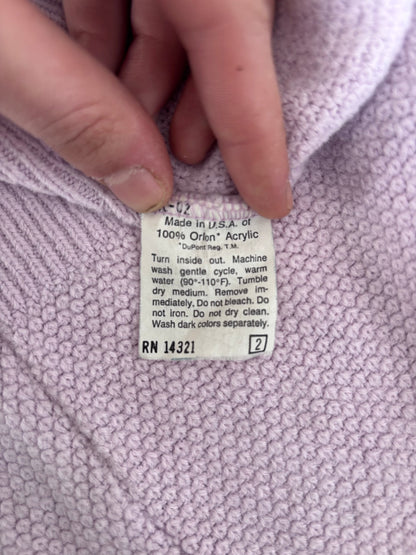 -02
Made in U.S.A. of
100% Orlon* Acrylic
*DuPont Reg. T.M.
Turn inside out. Machine
wash gentle cycle, warm
water (90°-110°F). Tumble
dry medium. Remove im-
mediately. Do not bleach. Do
not iron. Do not dry clean.
Wash dark colors separately.
RN 14321 2